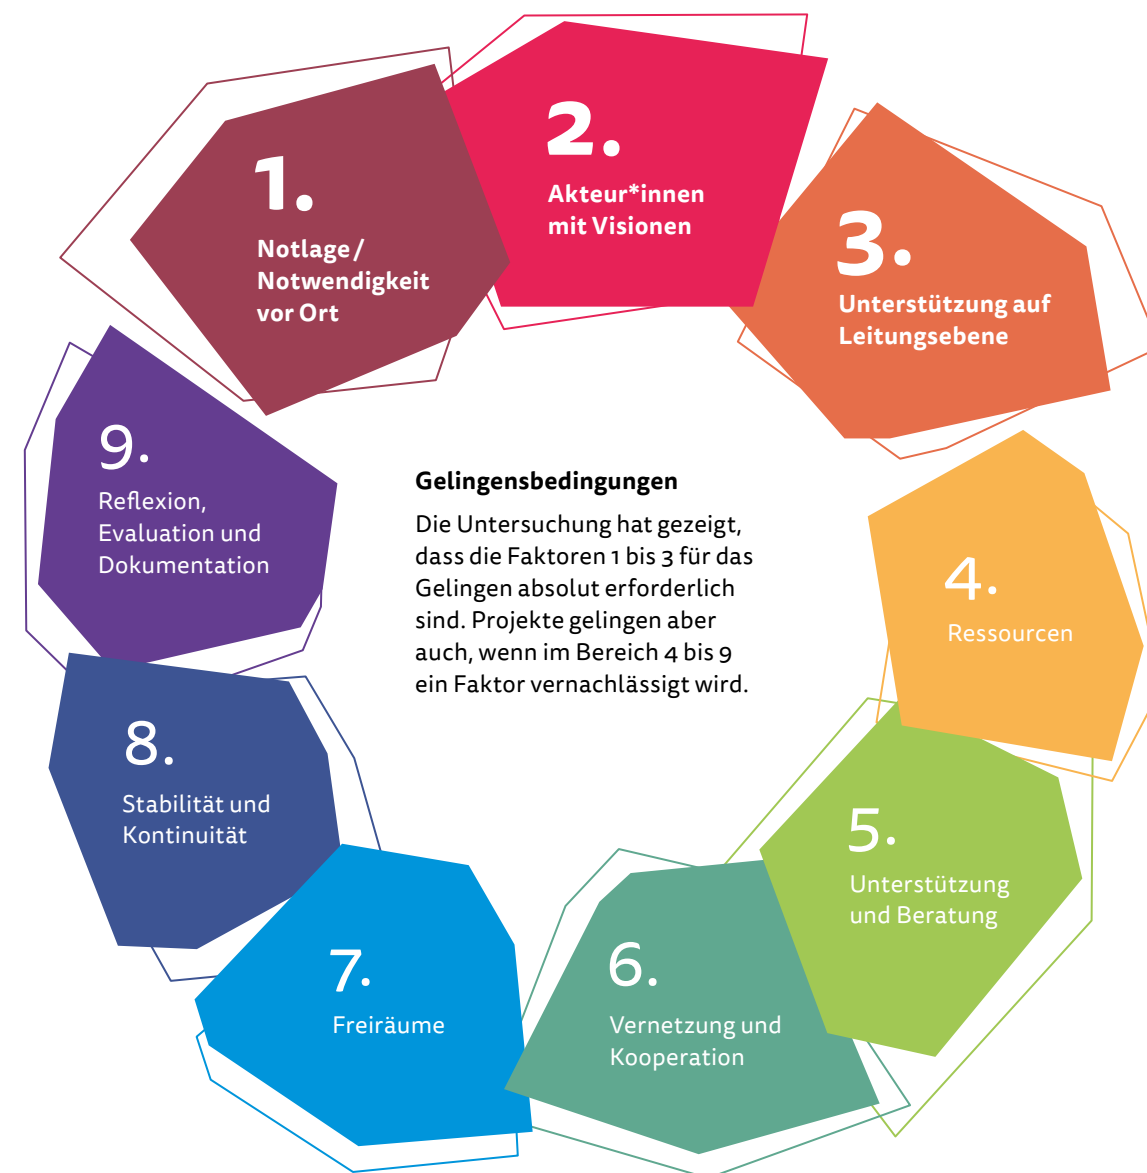 1.
Notlage/
Notwendigkeit
vor Ort
2.
Akteur*innen
mit Visionen
3.
Unterstützung auf
Leitungsebene
4.
Ressourcen
5.
Unterstützung
und Beratung
6.
Vernetzung und
Kooperation
7.
Freiräume
8.
Stabilität und
Kontinuität
9.
Reflexion,
Evaluation und
Dokumentation
Gelingensbedingungen
Die Untersuchung hat gezeigt,
dass die Faktoren 1 bis 3 für das
Gelingen absolut erforderlich
sind. Projekte gelingen aber
auch, wenn im Bereich 4 bis 9
ein Faktor vernachlässigt wird.